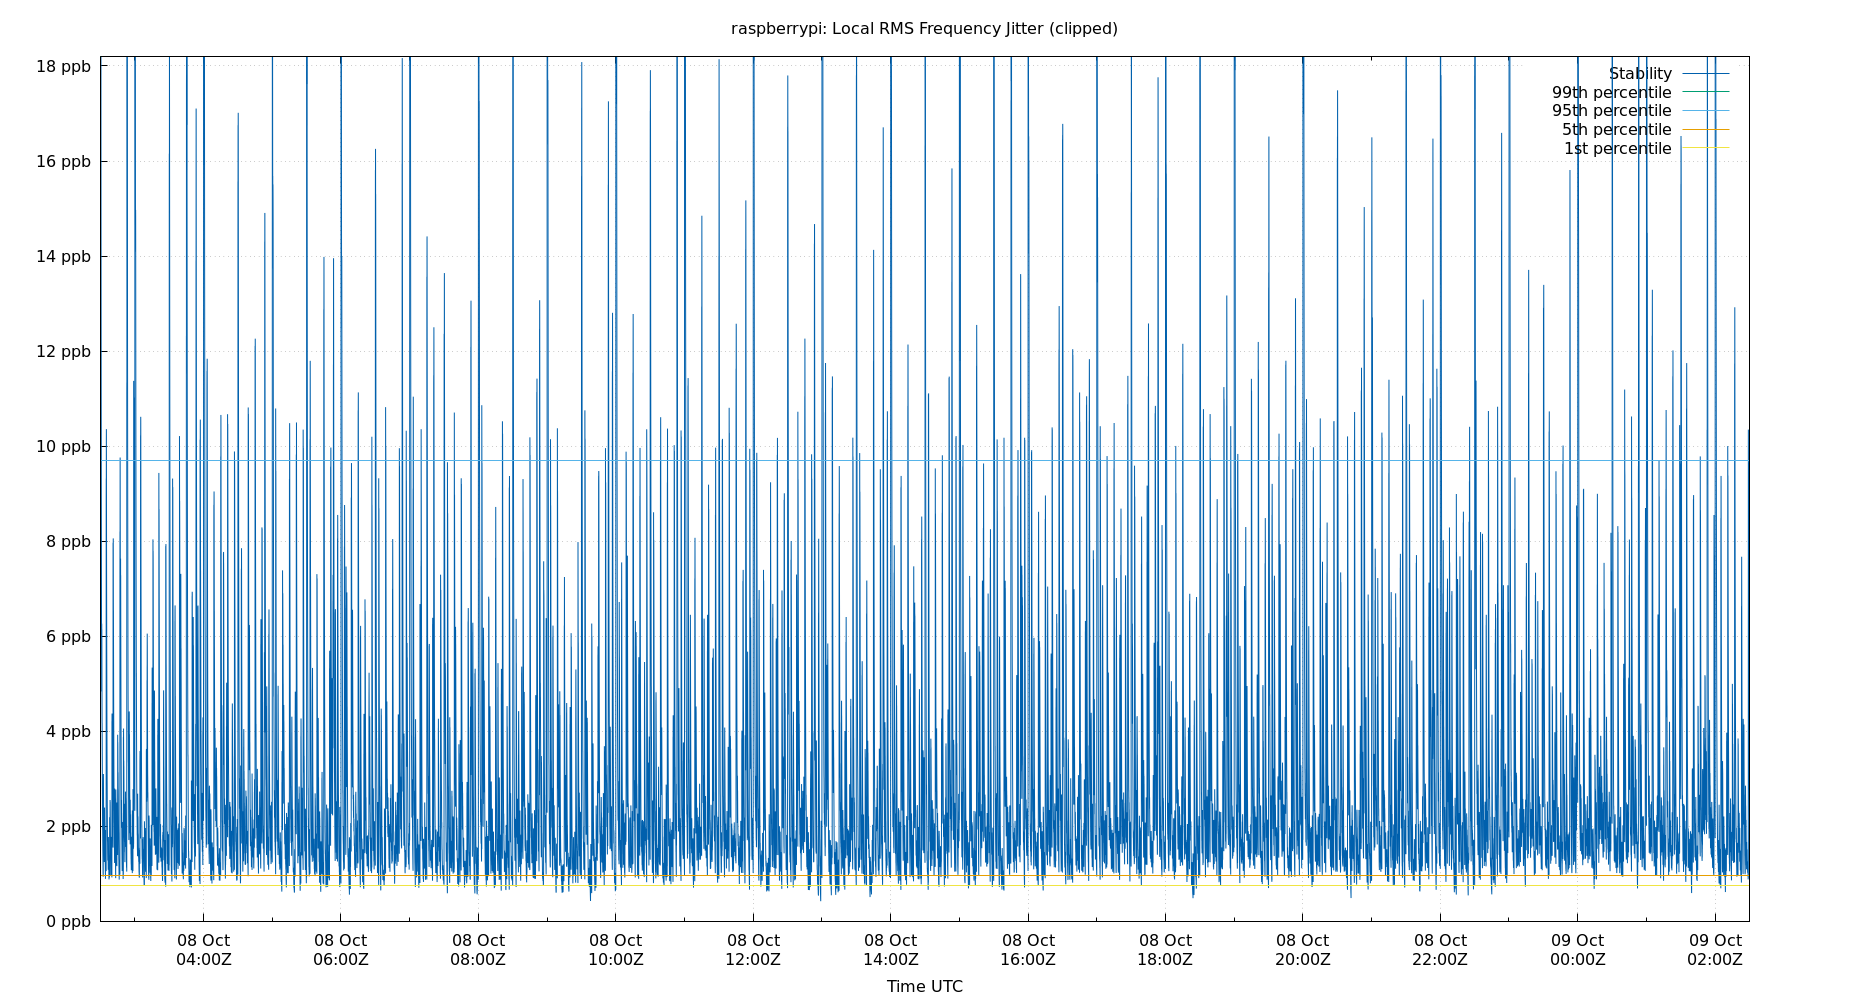 raspberrypi: Local RMS Frequency Jitter (clipped)
18 ppb
16 ppb
14 ppb
12 ppb
10 ppb
8 ppb
6 ppb
4 ppb
2 ppb
0 ppb
Stability
99th percentile
95th percentile
5th percentile
1st percentile
08 Oct 08 Oct 08 Oct 08 Oct 08 Oct 08 Oct 08 Oct 08 Oct 08 Oct 08 Oct 09 Oct 09 Oct
04:00Z 06:00Z 08:00Z 10:00Z 12:00Z 14:00Z 16:00Z 18:00Z 20:00Z 22:00Z 00:00Z 02:00Z
Time UTC